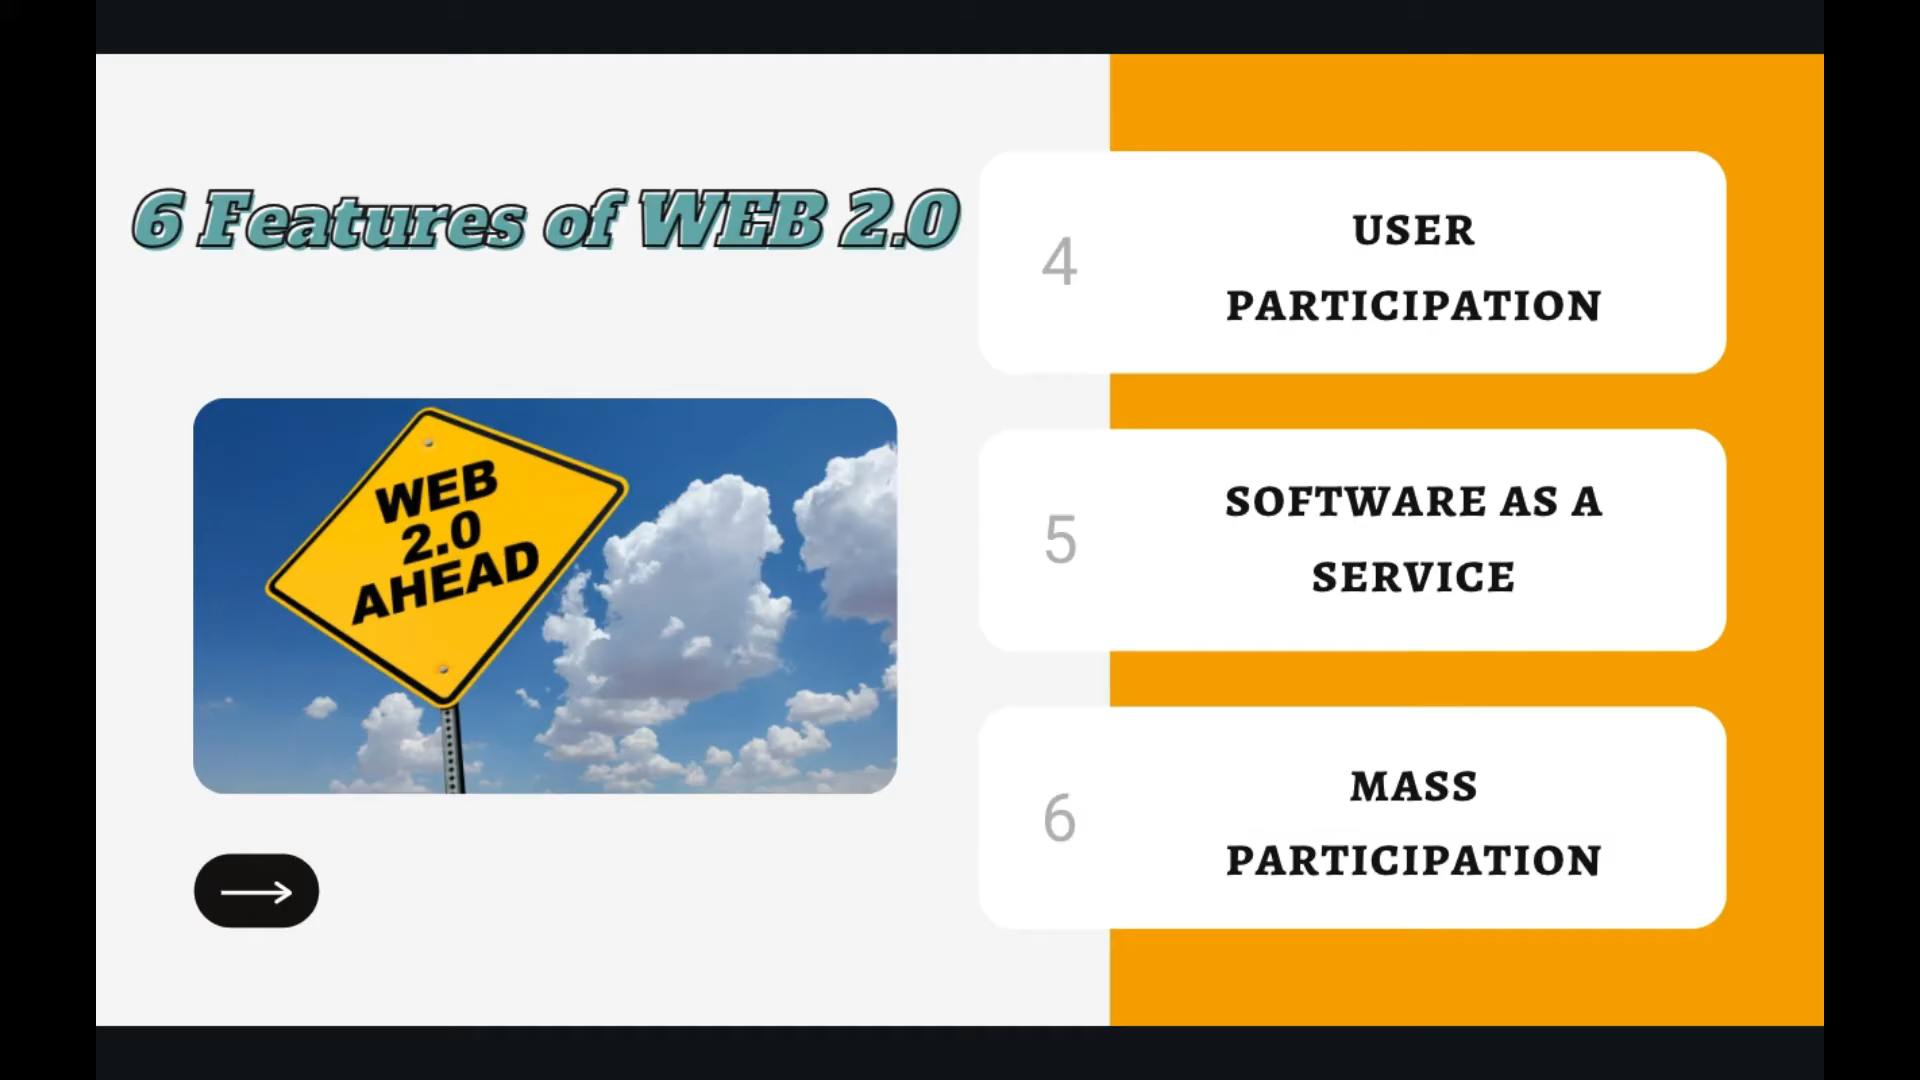 6 Features of WEB 2.0
WEB
2.0
AHEAD
4
USER
PARTICIPATION
5
SOFTWARE AS A
SERVICE
6
MASS
PARTICIPATION